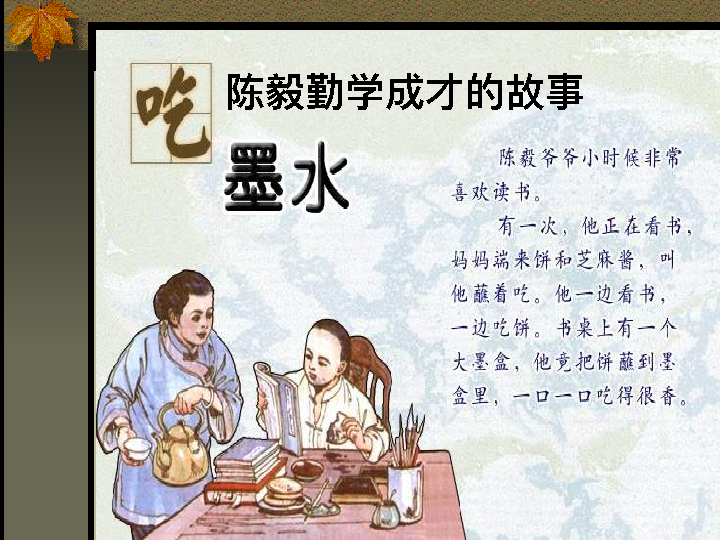 陈毅勤学成才的故事
吃
墨水
陈毅爷爷小时候非常
喜欢读书。
有一次，他正在看书，
妈妈端来饼和芝麻酱，叫
他蘸着吃。他一边看书，
一边吃饼。书桌上有一个
大墨盒，他竟把饼蘸到墨
盒里，一口一口吃得很香。